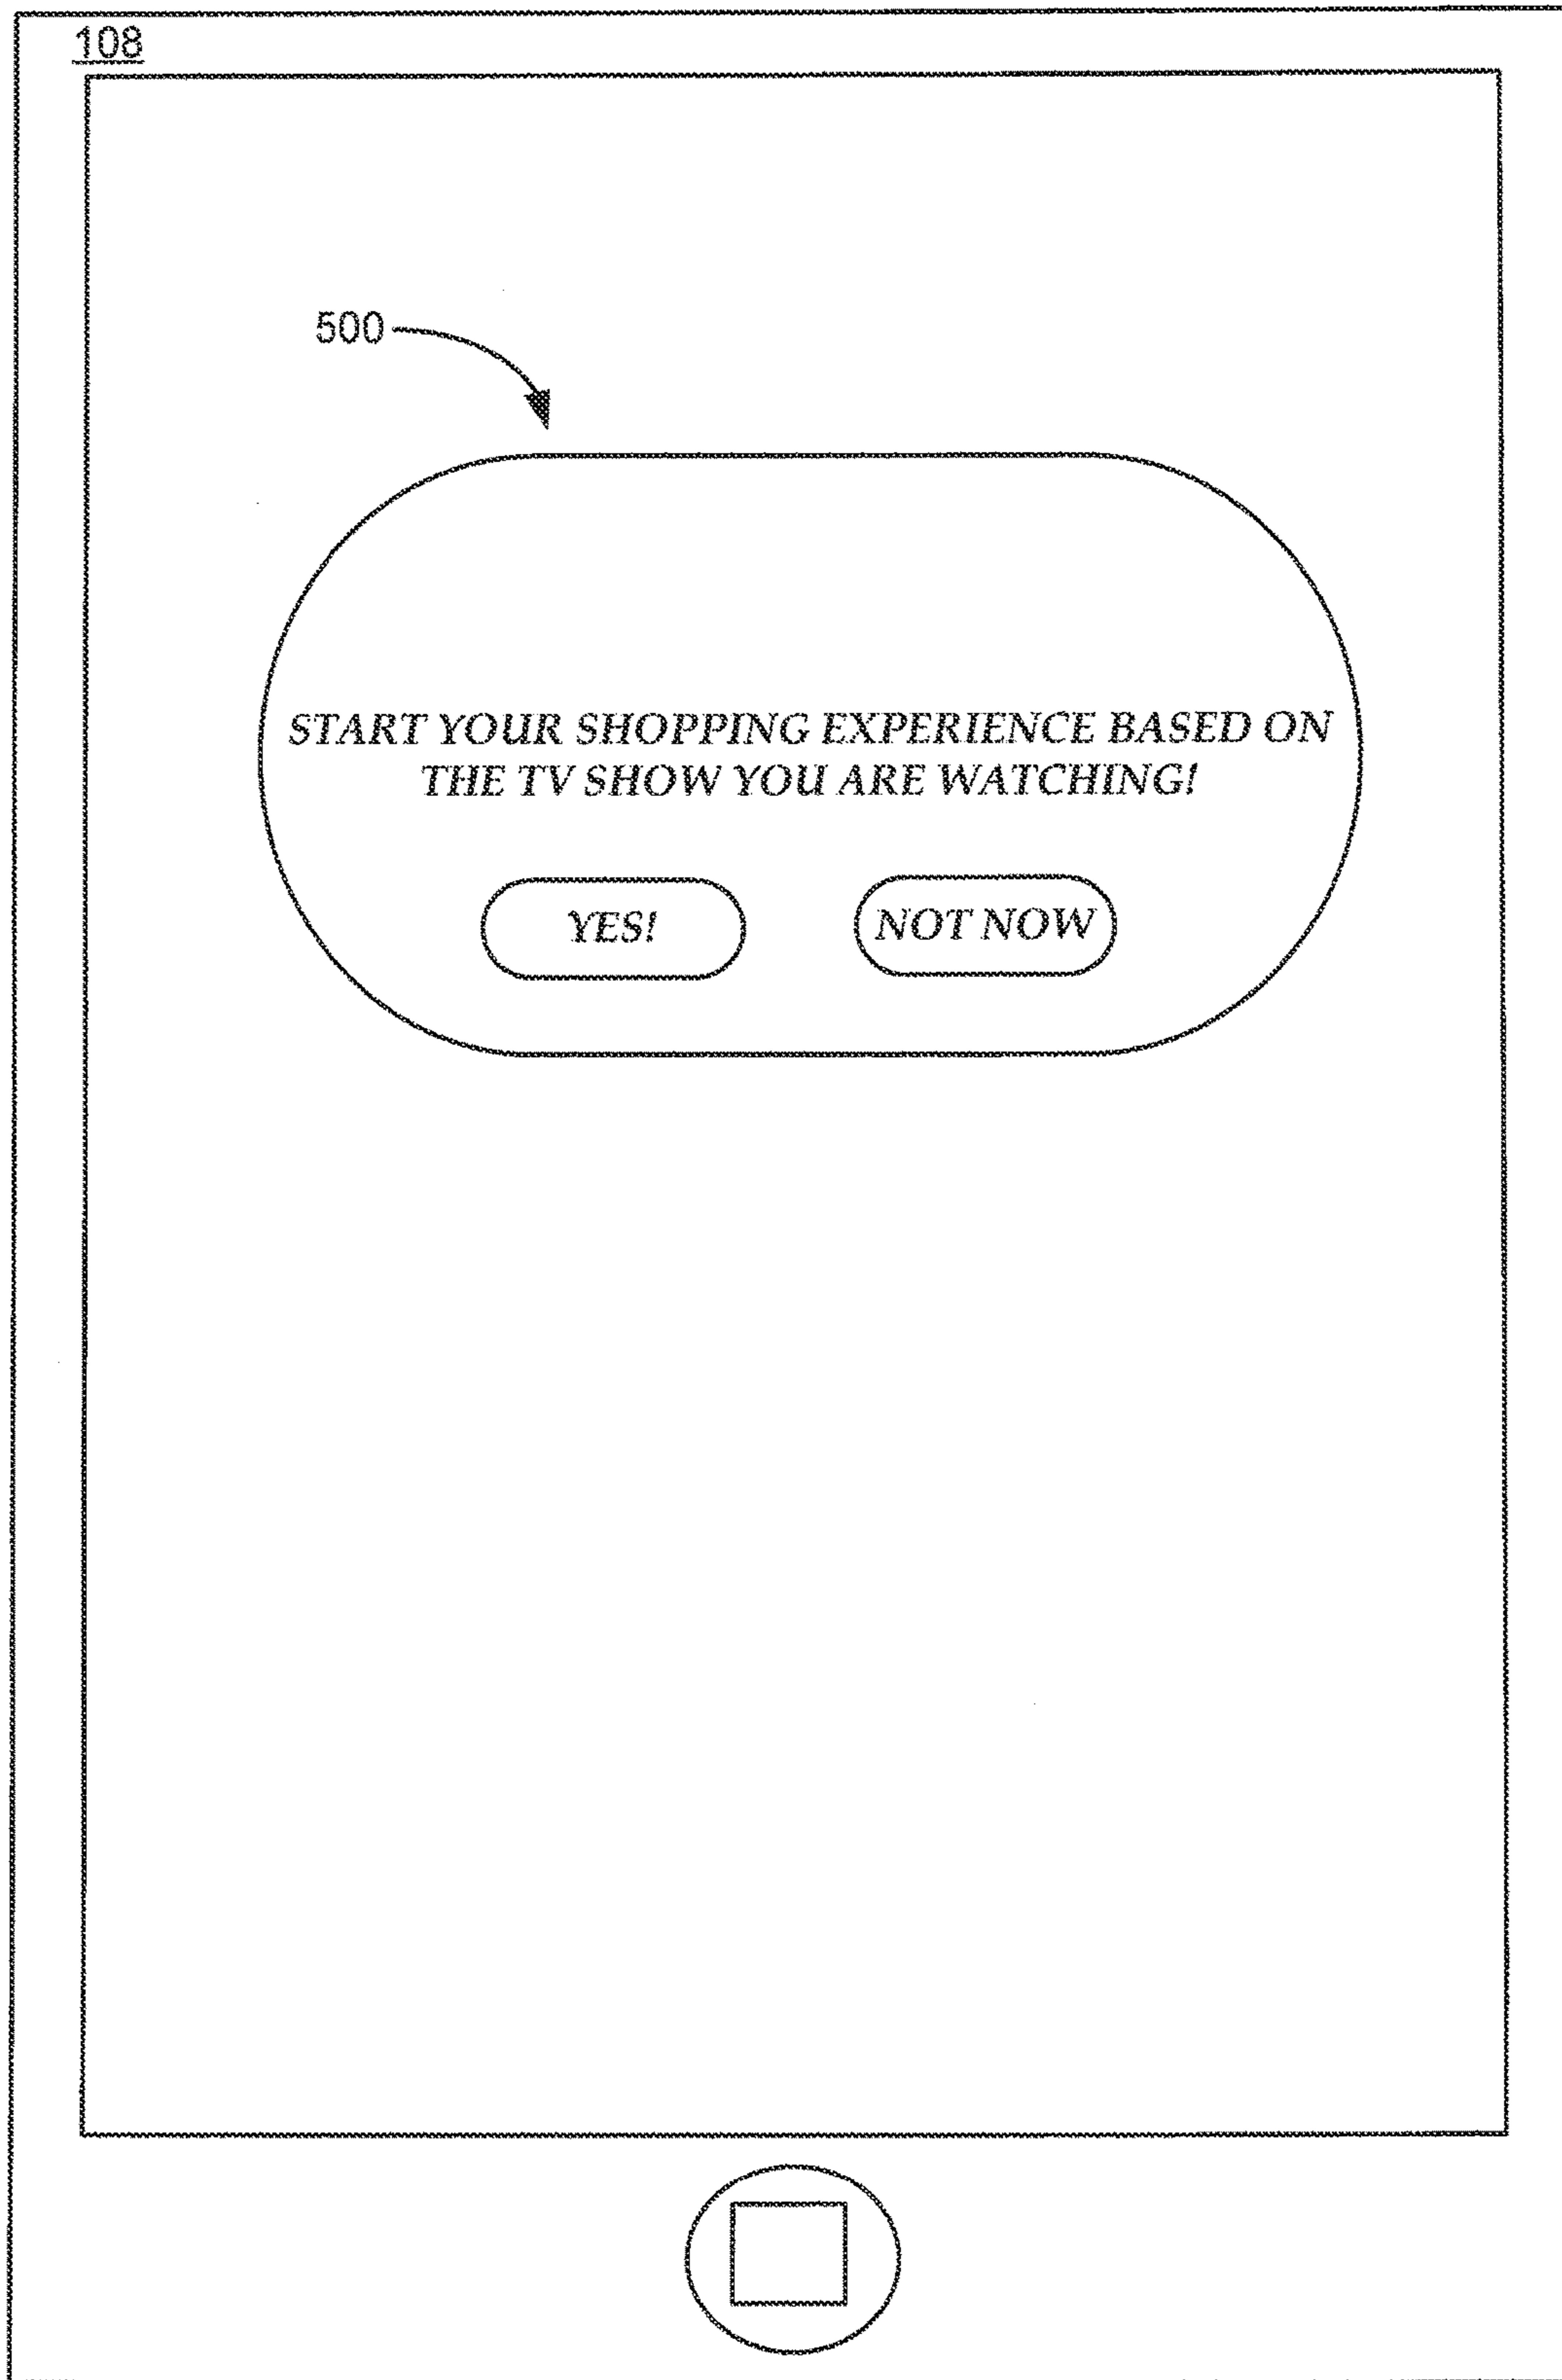 108
500
START YOUR SHOPPING EXPERIENCE BASED ON
THE TV SHOW YOU ARE WATCHING!
YES! NOT NOW